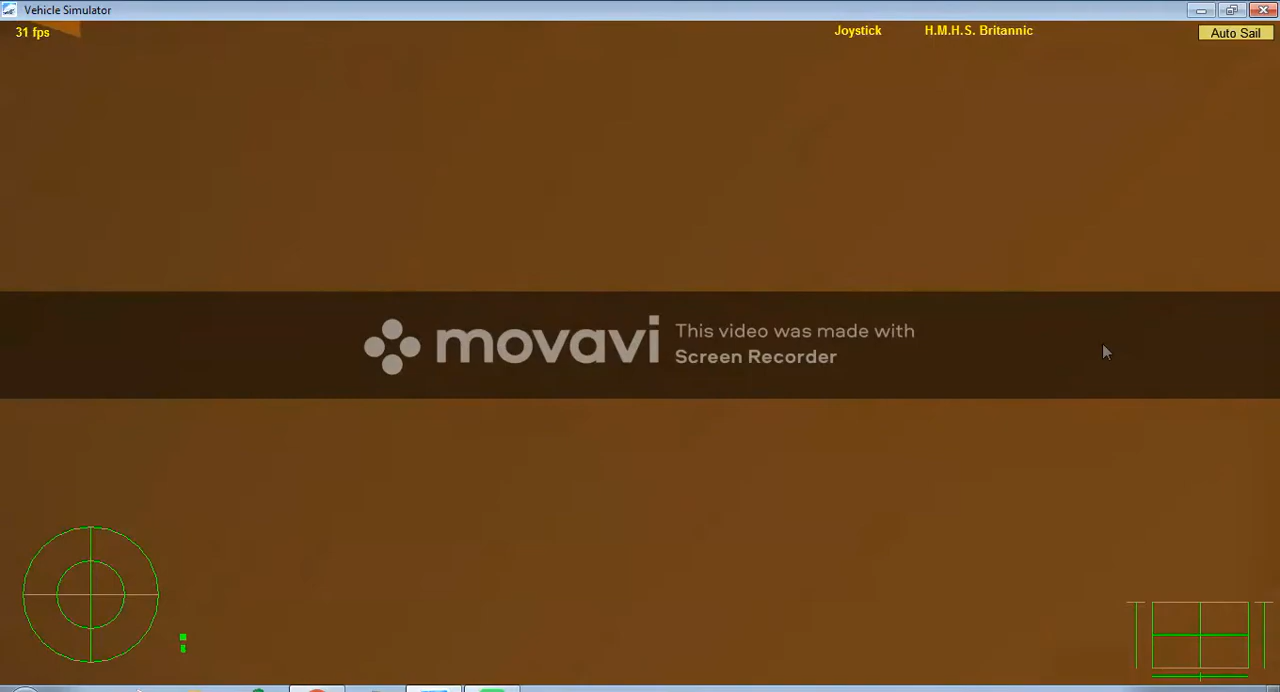 Vehicle Simulator
31 fps
Joystick
H.M.H.S. Britannic
Auto Sail
movavi
This video was made with
Screen Recorder